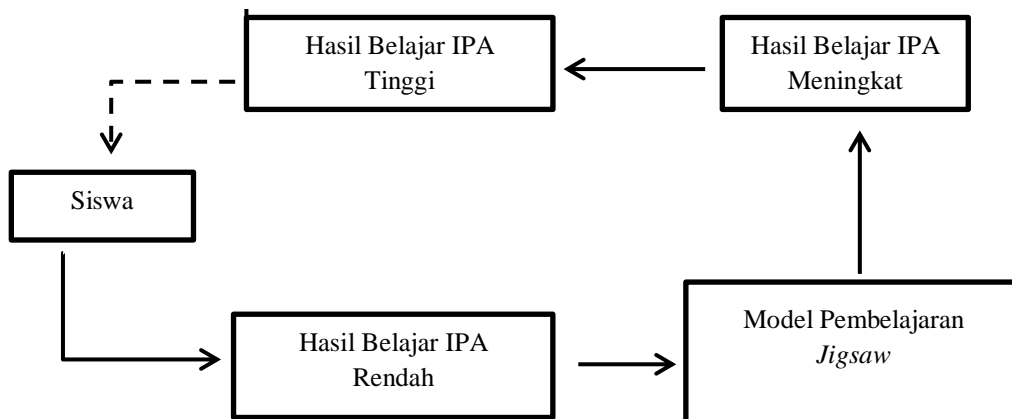 Hasil Belajar IPA
Tinggi
Hasil Belajar IPA
Meningkat
Siswa
Hasil Belajar IPA
Rendah
Model Pembelajaran
Jigsaw